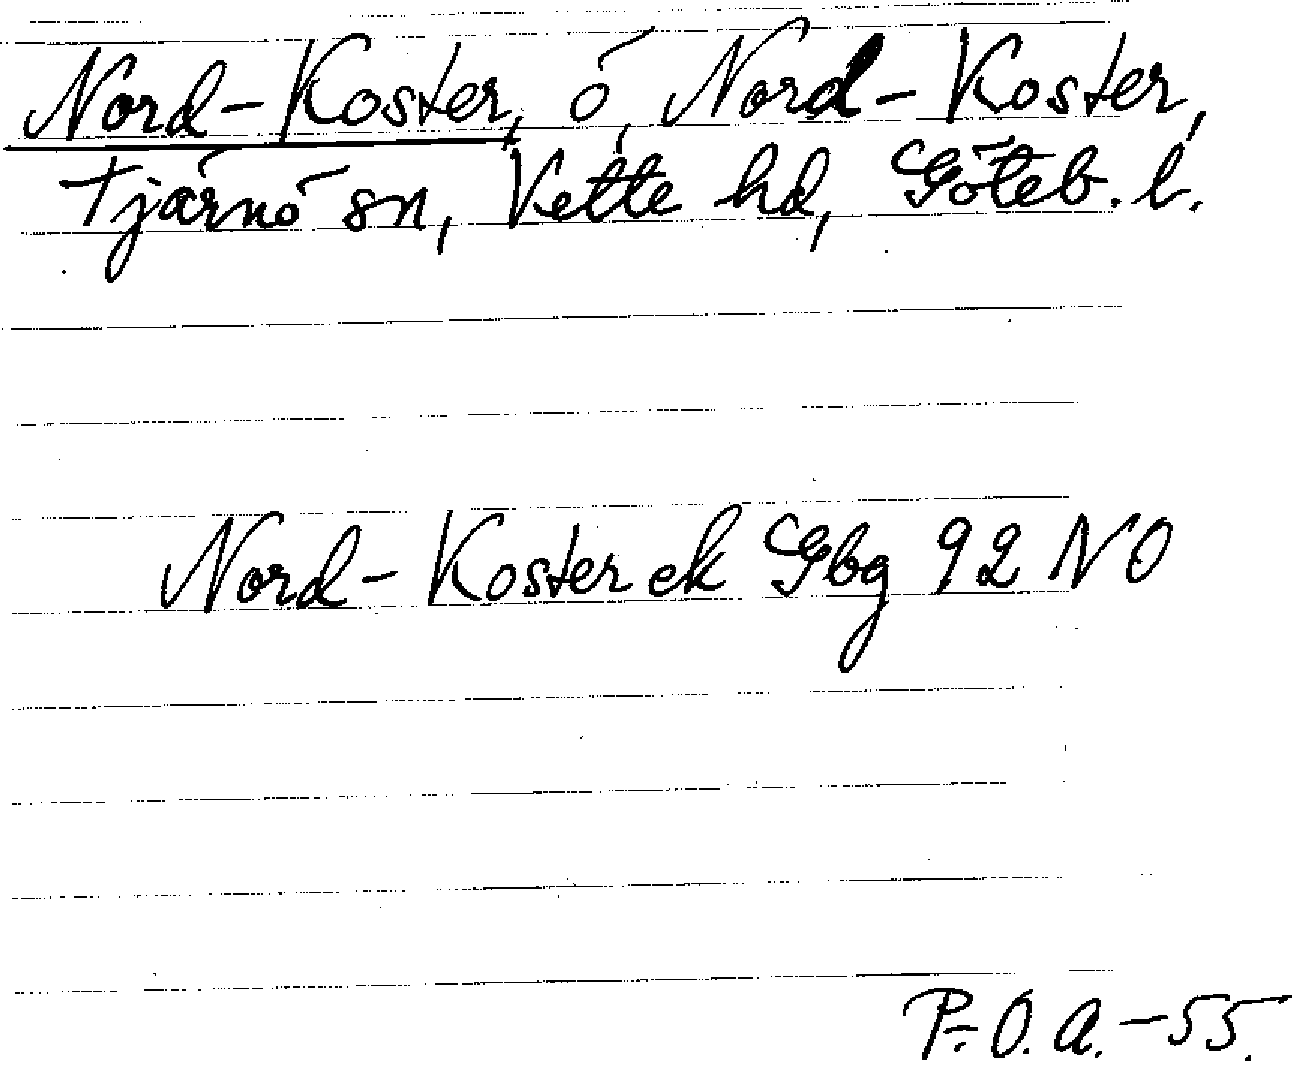 Nord-Koster, ö, Nord-Koster,
Tjärnö sn, Vette hd, Göteb. l.
Nord-Koster ek Gbg 92 NO
P.-O. A. -55.